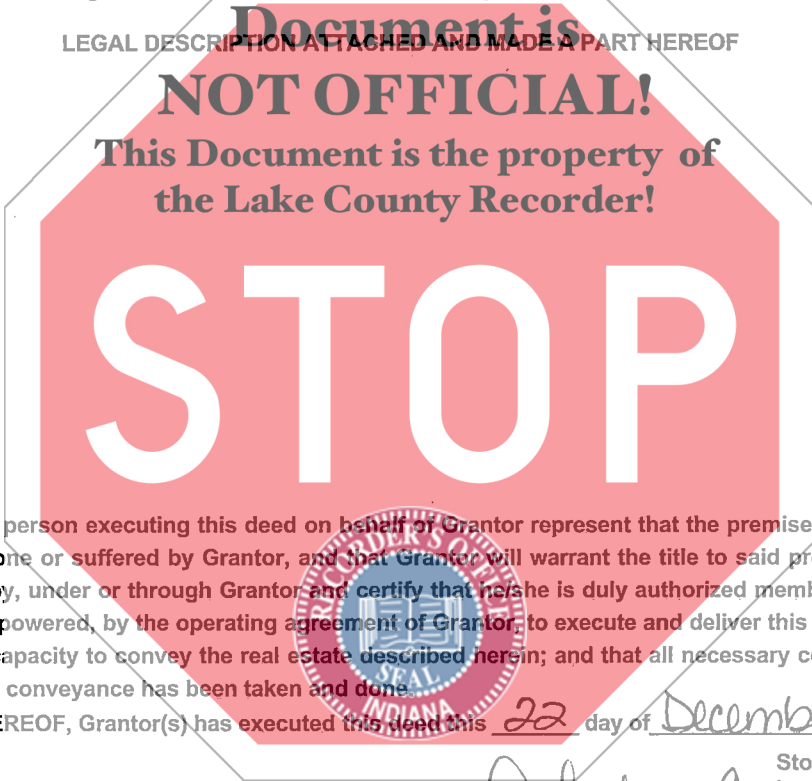 Document is
LEGAL DESCRIPTION ATTACHED AND MADE A PART HEREOF
NOT OFFICIAL!
This Document is the property of
the Lake County Recorder!
STOP
person executing this deed on behalf of Grantor represent that the premise
ne or suffered by Grantor, and that Grantor will warrant the title to said pr
y, under or through Grantor and certify that he/she is duly authorized memb
powered, by the operating agreement of Grantor, to execute and deliver this
apacity to convey the real estate described herein; and that all necessary c
conveyance has been taken and done.
EREOF, Grantor(s) has executed this deed this 22 day of Decemb
Sto
RECORDER'S OFFICE
SEAL
INDIANA